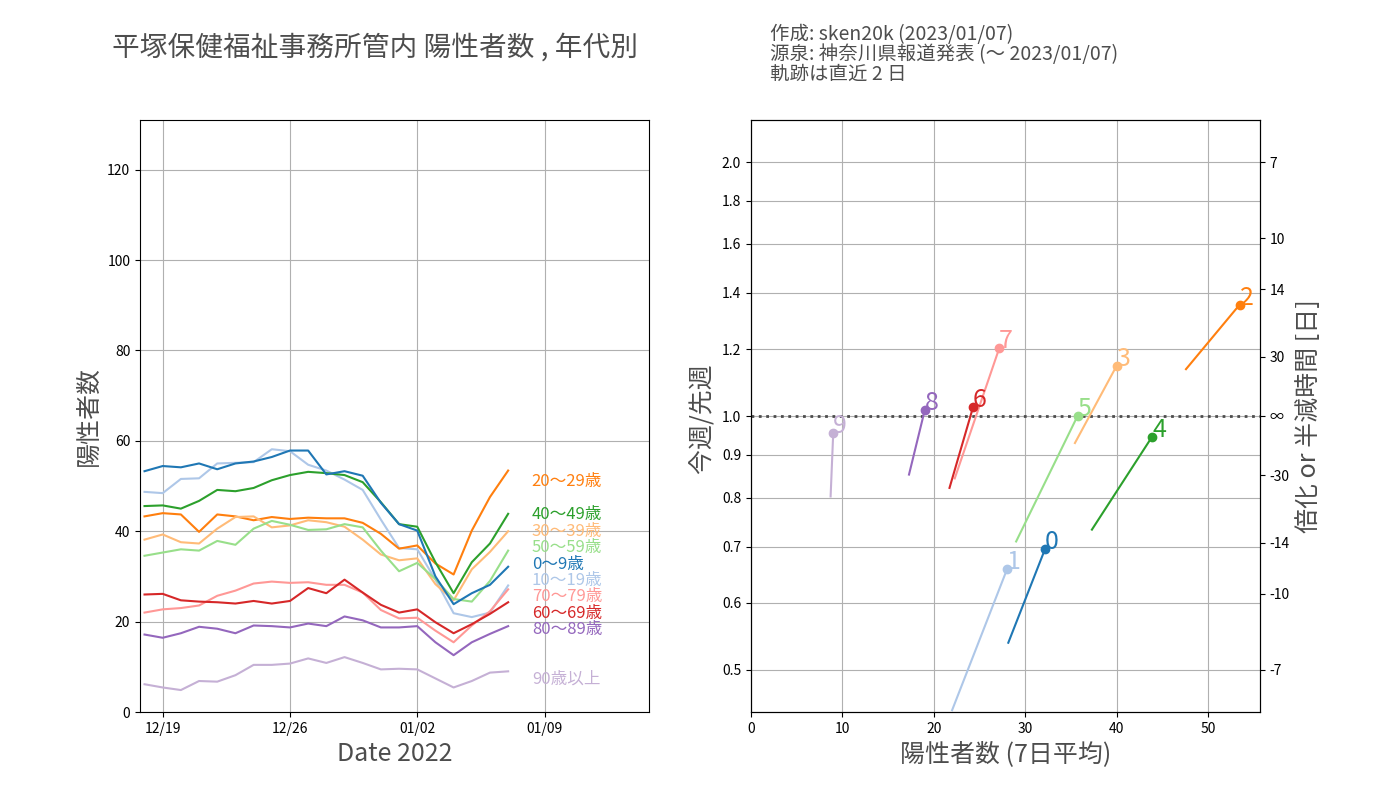 平塚保健福祉事務所管内 陽性者数 , 年代別
作成: sken20k (2023/01/07)
源泉: 神奈川県報道発表 (～ 2023/01/07)
軌跡は直近 2 日
陽性者数
120
100
80
60
40
20
0
12/19
12/26
01/02
01/09
Date 2022
20～29歳
40～49歳
30～39歳
50～59歳
0～9歳
10～19歳
70～79歳
60～69歳
80～89歳
90歳以上
今週/先週
2.0
1.8
1.6
1.4
1.2
1.0
0.9
0.8
0.7
0.6
0.5
2
7
3
6
8
5
9
4
0
1
0
10
20
30
40
50
陽性者数 (7日平均)
7
10
14
30
∞
-30
-14
-10
-7
倍化 or 半減時間 [日]